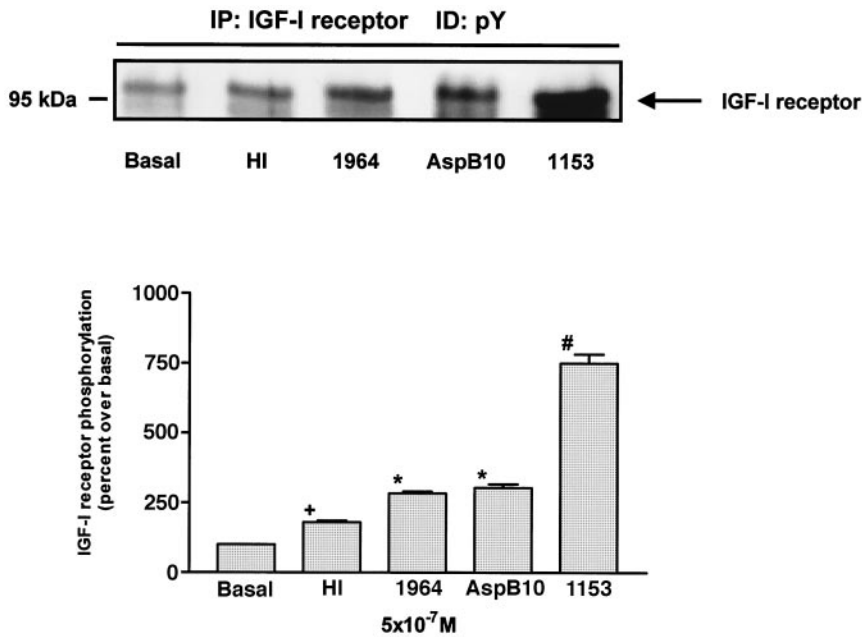 IP: IGF-I receptor ID: pY
95 kDa
IGF-I receptor
Basal HI 1964 AspB10 1153
IGF-I receptor phosphorylation
(percent over basal)
1000
750
500
250
0
+
*
*
#
Basal HI 1964 AspB10 1153
5x10⁻⁷M